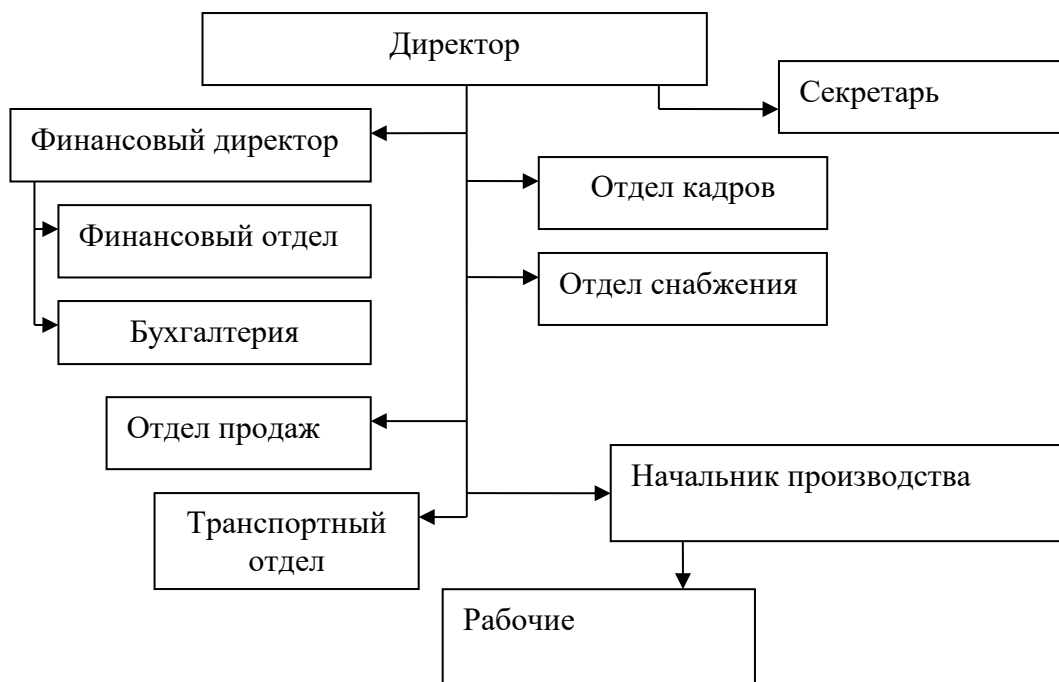 Директор
Секретарь
Финансовый директор
Отдел кадров
Финансовый отдел
Отдел снабжения
Бухгалтерия
Отдел продаж
Начальник производства
Транспортный
отдел
Рабочие